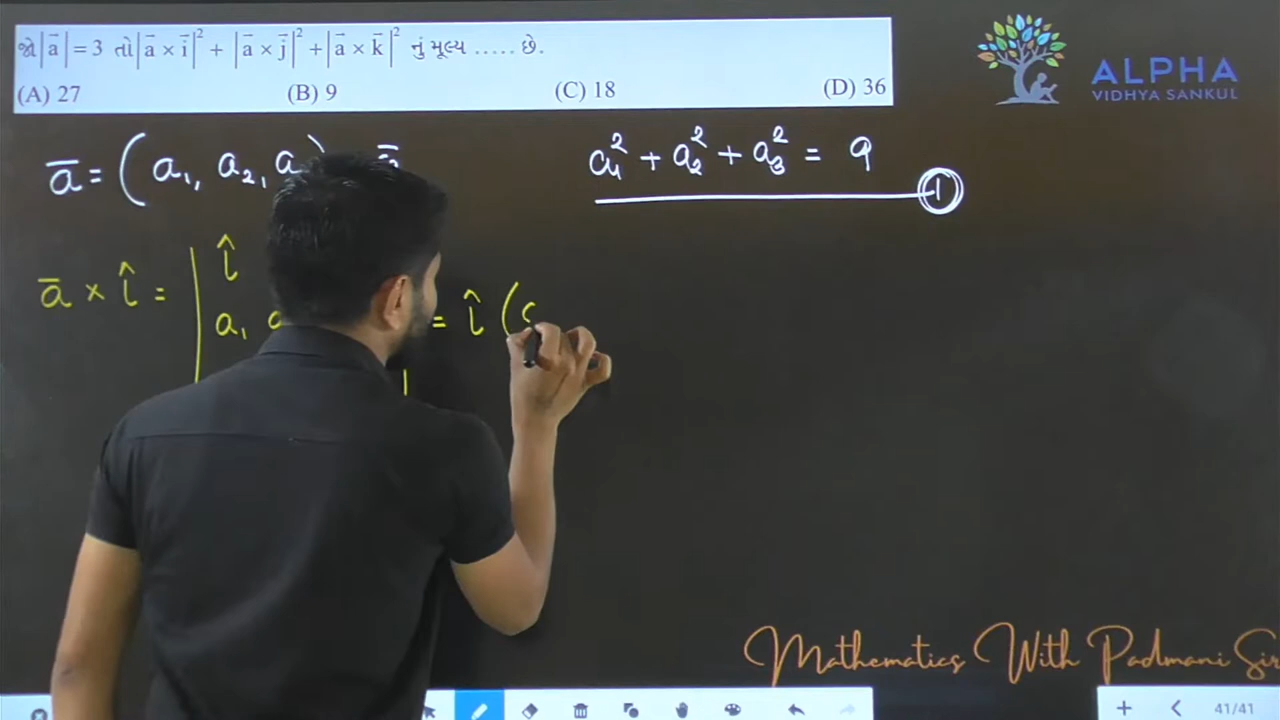 જો |a̅| = 3 તો |a̅ × i̅|² + |a̅ × j̅|² + |a̅ × k̅|² નું મૂલ્ય ..... છે.
(A) 27 (B) 9 (C) 18 (D) 36
ALPHA
VIDHYA SANKUL
a̅ = (a₁, a₂, a
a₁² + a₂² + a₃² = 9
1
a̅ × î = | î
a₁
= î (
Mathematics With Padmani Sir
41/41